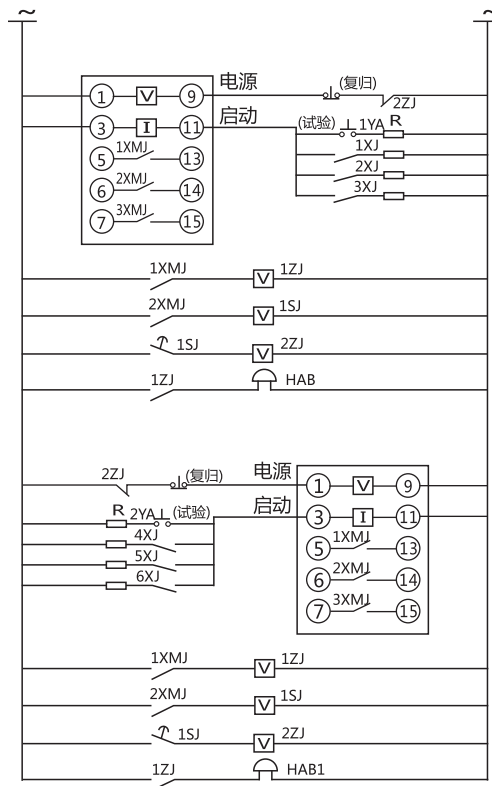 ~ ~
电源 (复归)
1 V 9 2ZJ
启动 (试验) 1YA R
3 I 11
1XJ
1XMJ
5 13
2XJ
2XMJ
6 14
3XJ
3XMJ
7 15
1XMJ V 1ZJ
2XMJ V 1SJ
1SJ V 2ZJ
1ZJ HAB
2ZJ (复归) 电源
1 V 9
R 2YA (试验) 启动
3 I 11
4XJ
1XMJ
5 13
5XJ
2XMJ
6XJ
6 14
3XMJ
7 15
1XMJ V 1ZJ
2XMJ V 1SJ
1SJ V 2ZJ
1ZJ HAB1